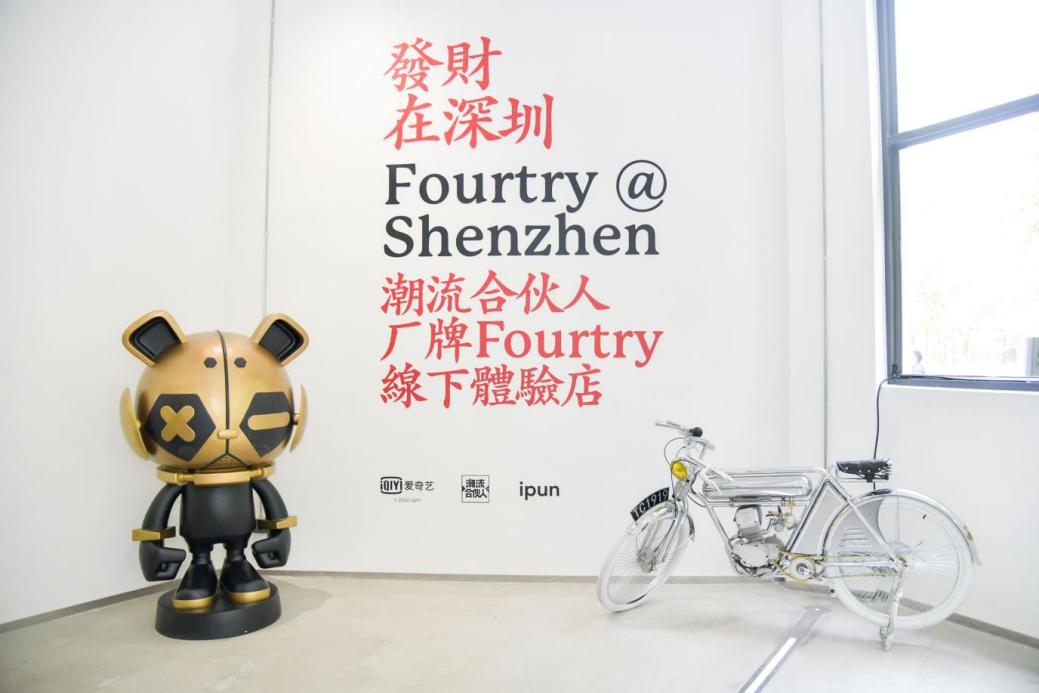 發財
在深圳
Fourtry @
Shenzhen
潮流合伙人
厂牌Fourtry
線下體驗店
iQIYI 爱奇艺
潮流
合伙人
ipun
TC1919